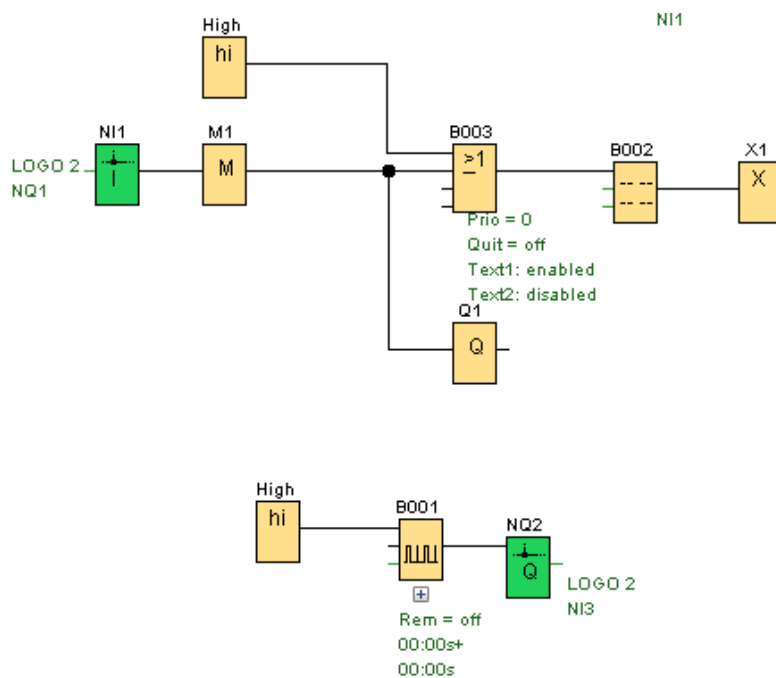 NI1
High
hi
NI1
M1
B003
LOGO 2
NQ1
I
M
>1
B002
X1
X
Prio = 0
Quit = off
Text1: enabled
Text2: disabled
Q1
Q
High
hi
B001
NQ2
Q
LOGO 2
NI3
Rem = off
00:00s+
00:00s